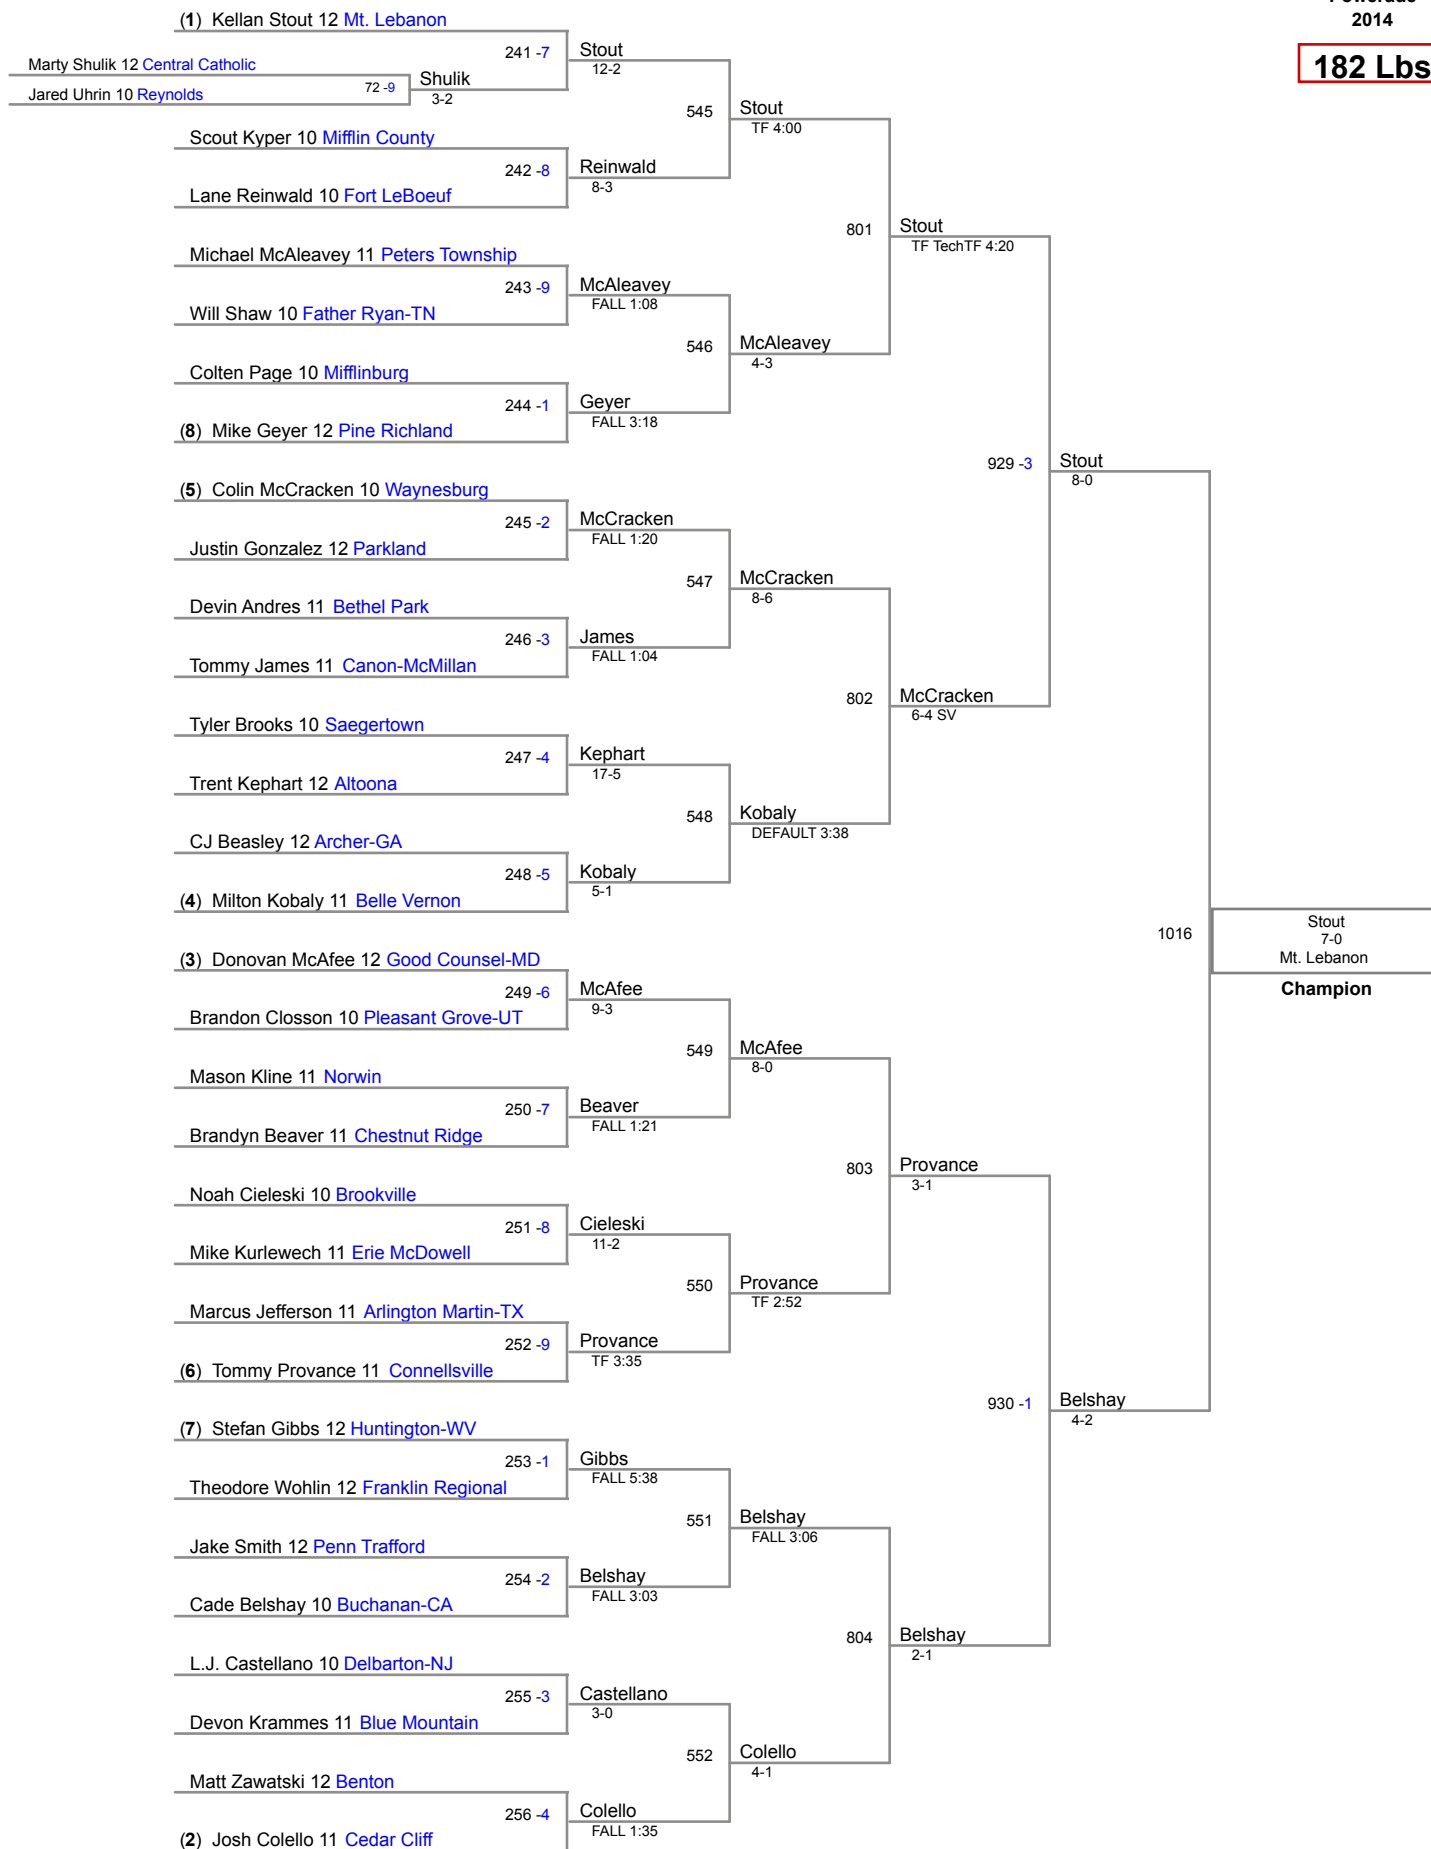 2014
182 Lbs
(1) Kellan Stout 12 Mt. Lebanon
241 -7
Stout
12-2
Marty Shulik 12 Central Catholic
72 -9
Shulik
3-2
Jared Uhrin 10 Reynolds
545
Stout
TF 4:00
Scout Kyper 10 Mifflin County
242 -8
Reinwald
8-3
Lane Reinwald 10 Fort LeBoeuf
801
Stout
TF TechTF 4:20
Michael McAleavey 11 Peters Township
243 -9
McAleavey
FALL 1:08
Will Shaw 10 Father Ryan-TN
546
McAleavey
4-3
Colten Page 10 Mifflinburg
244 -1
Geyer
FALL 3:18
(8) Mike Geyer 12 Pine Richland
929 -3
Stout
8-0
(5) Colin McCracken 10 Waynesburg
245 -2
McCracken
FALL 1:20
Justin Gonzalez 12 Parkland
547
McCracken
8-6
Devin Andres 11 Bethel Park
246 -3
James
FALL 1:04
Tommy James 11 Canon-McMillan
802
McCracken
6-4 SV
Tyler Brooks 10 Saegertown
247 -4
Kephart
17-5
Trent Kephart 12 Altoona
548
Kobaly
DEFAULT 3:38
CJ Beasley 12 Archer-GA
248 -5
Kobaly
5-1
(4) Milton Kobaly 11 Belle Vernon
1016
Stout
7-0
Mt. Lebanon
Champion
(3) Donovan McAfee 12 Good Counsel-MD
249 -6
McAfee
9-3
Brandon Closson 10 Pleasant Grove-UT
549
McAfee
8-0
Mason Kline 11 Norwin
250 -7
Beaver
FALL 1:21
Brandyn Beaver 11 Chestnut Ridge
803
Provance
3-1
Noah Cieleski 10 Brookville
251 -8
Cieleski
11-2
Mike Kurlewech 11 Erie McDowell
550
Provance
TF 2:52
Marcus Jefferson 11 Arlington Martin-TX
252 -9
Provance
TF 3:35
(6) Tommy Provance 11 Connellsville
930 -1
Belshay
4-2
(7) Stefan Gibbs 12 Huntington-WV
253 -1
Gibbs
FALL 5:38
Theodore Wohlin 12 Franklin Regional
551
Belshay
FALL 3:06
Jake Smith 12 Penn Trafford
254 -2
Belshay
FALL 3:03
Cade Belshay 10 Buchanan-CA
804
Belshay
2-1
L.J. Castellano 10 Delbarton-NJ
255 -3
Castellano
3-0
Devon Krammes 11 Blue Mountain
552
Colello
4-1
Matt Zawatski 12 Benton
256 -4
Colello
FALL 1:35
(2) Josh Colello 11 Cedar Cliff